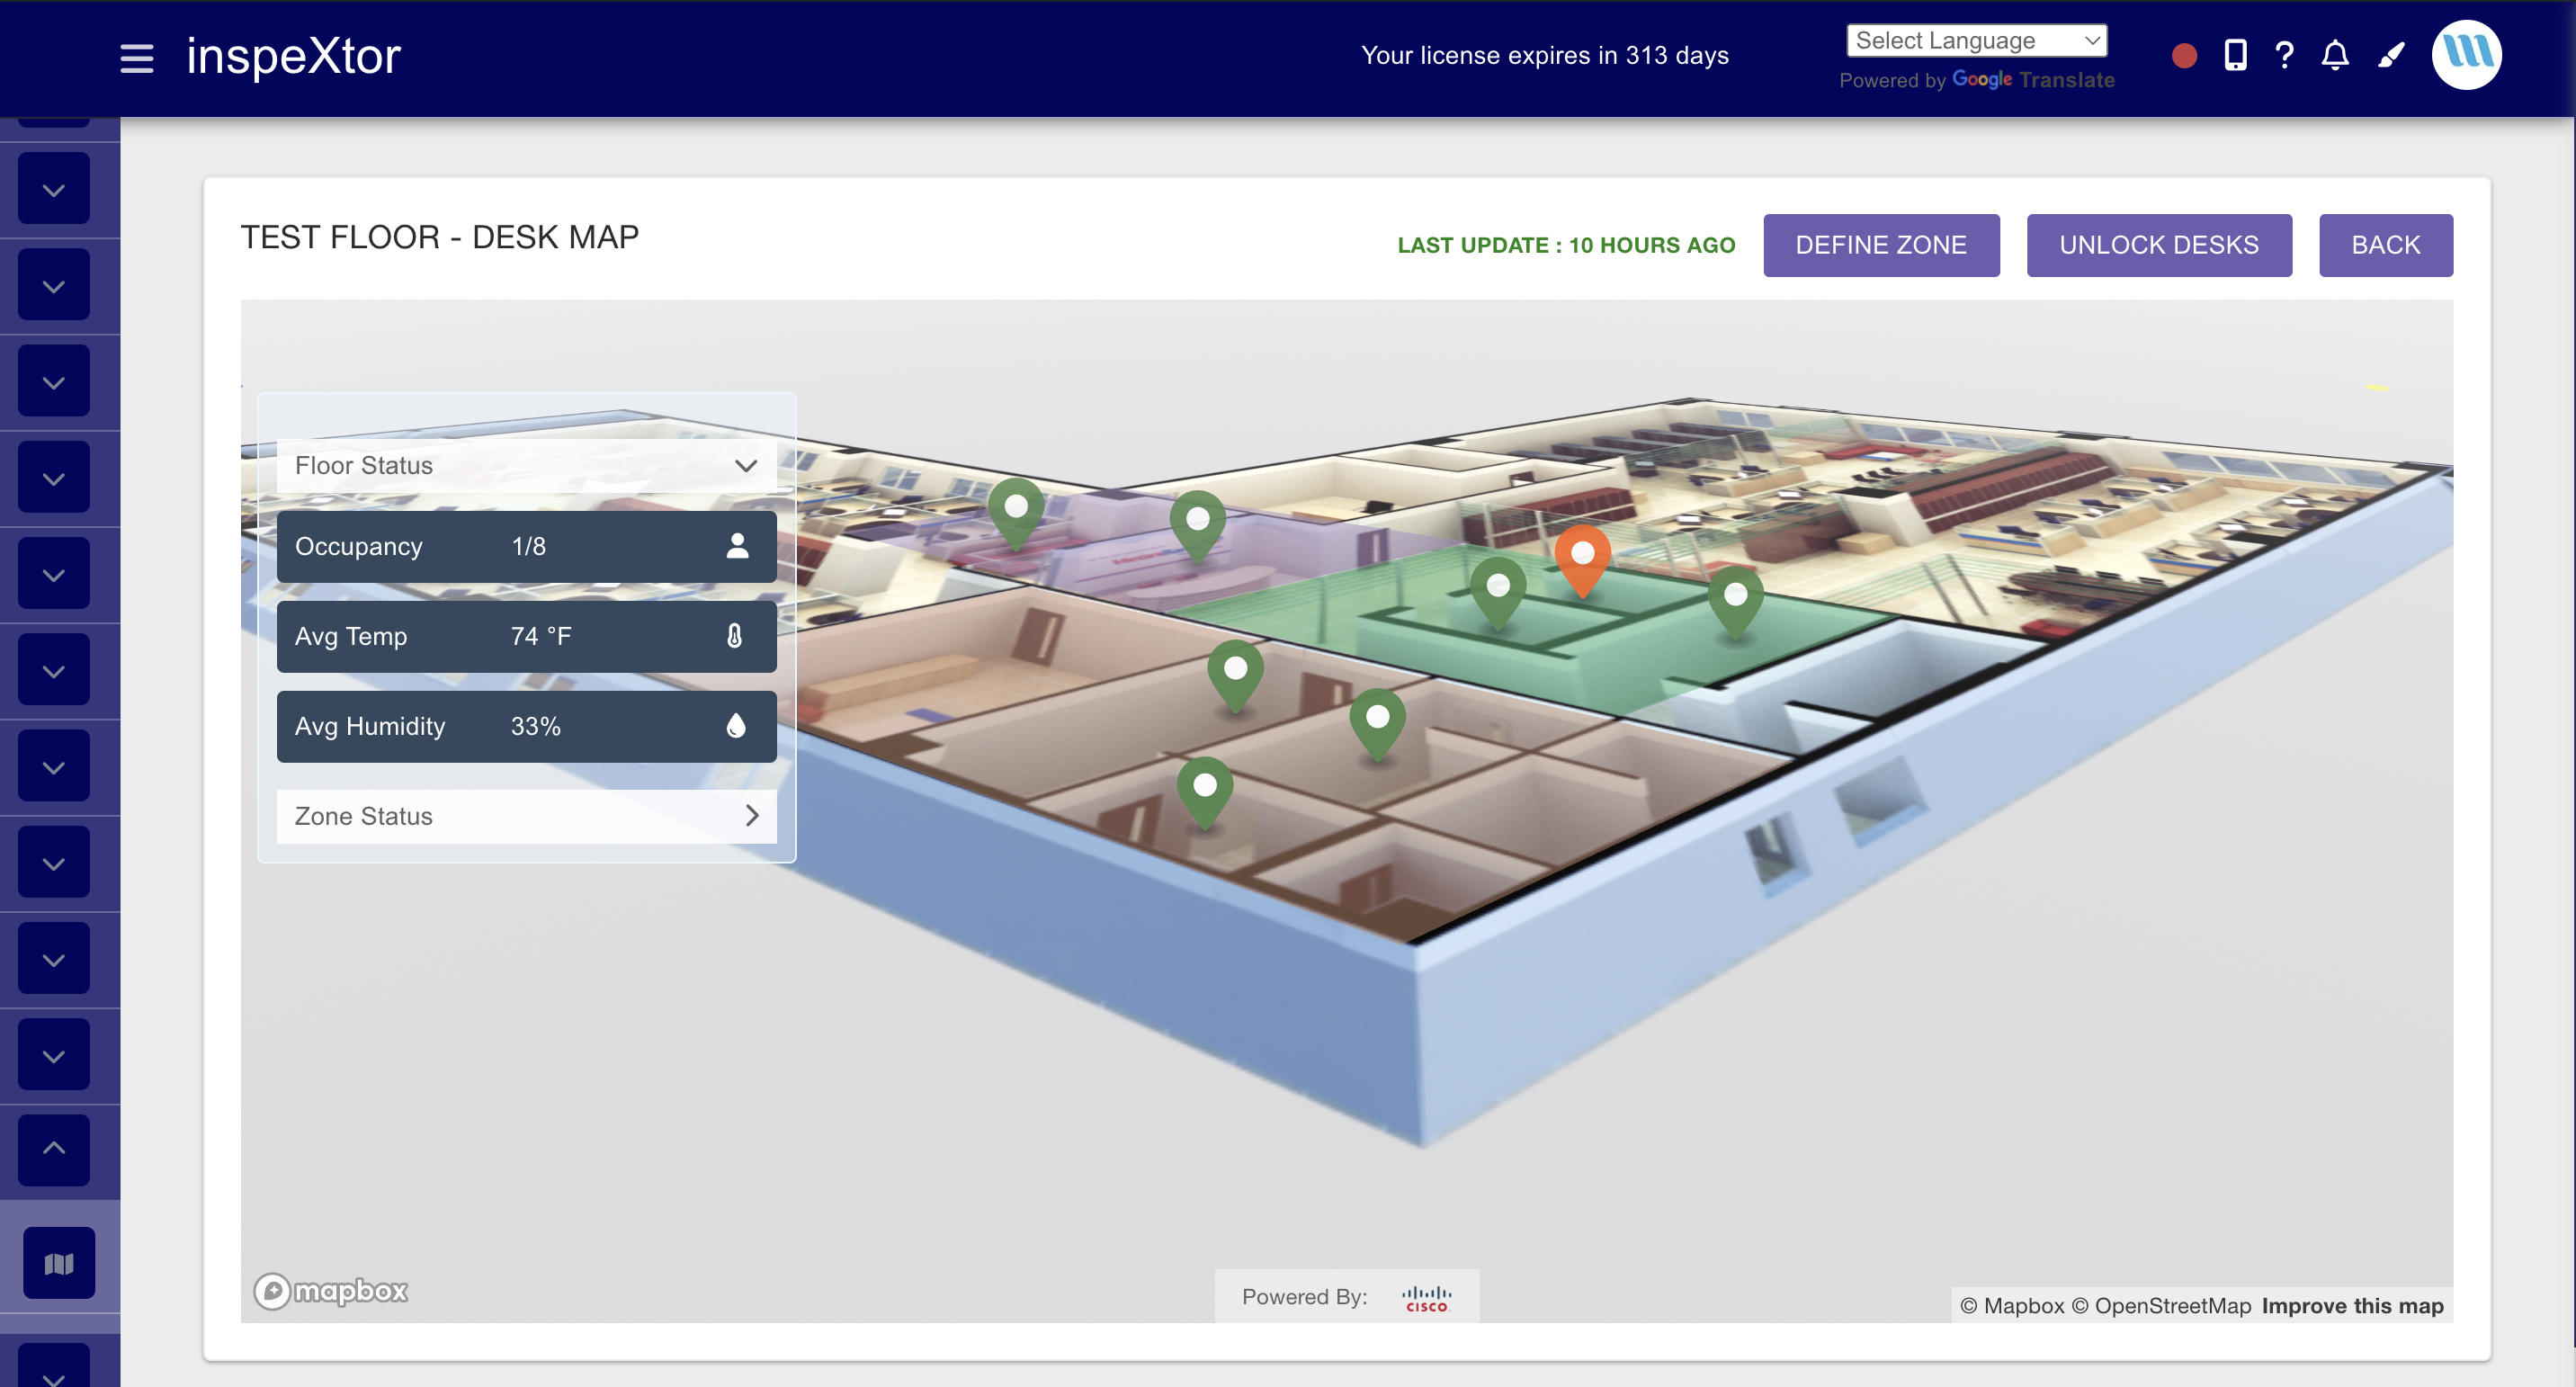 inspeXtor
Your license expires in 313 days
Select Language
Powered by Google Translate
TEST FLOOR - DESK MAP
LAST UPDATE : 10 HOURS AGO
DEFINE ZONE
UNLOCK DESKS
BACK
Floor Status
Occupancy 1/8
Avg Temp 74 °F
Avg Humidity 33%
Zone Status
mapbox
Powered By: CISCO
© Mapbox © OpenStreetMap Improve this map